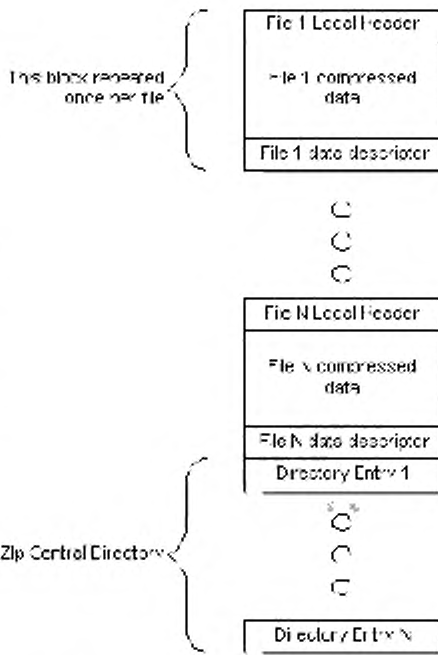 File 1 Local Header
This block repeated
once per file
File 1 compressed
data
File 1 data descriptor
File N Local Header
File N compressed
data
File N data descriptor
Directory Entry 1
Zip Central Directory
Directory Entry N